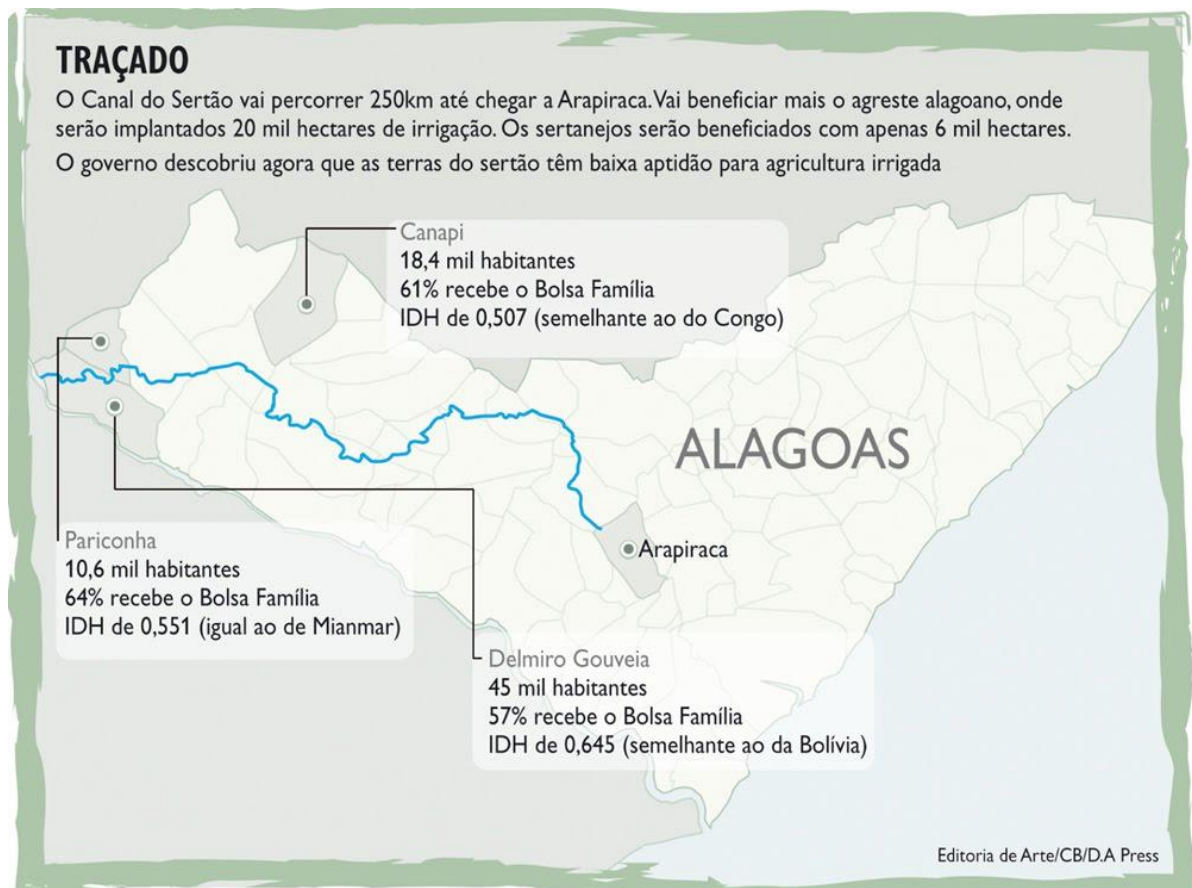 TRAÇADO
O Canal do Sertão vai percorrer 250km até chegar a Arapiraca. Vai beneficiar mais o agreste alagoano, onde
serão implantados 20 mil hectares de irrigação. Os sertanejos serão beneficiados com apenas 6 mil hectares.
O governo descobriu agora que as terras do sertão têm baixa aptidão para agricultura irrigada
Canapi
18,4 mil habitantes
61% recebe o Bolsa Família
IDH de 0,507 (semelhante ao do Congo)
ALAGOAS
Arapiraca
Pariconha
10,6 mil habitantes
64% recebe o Bolsa Família
IDH de 0,551 (igual ao de Mianmar)
Delmiro Gouveia
45 mil habitantes
57% recebe o Bolsa Família
IDH de 0,645 (semelhante ao da Bolívia)
Editoria de Arte/CB/D.A Press